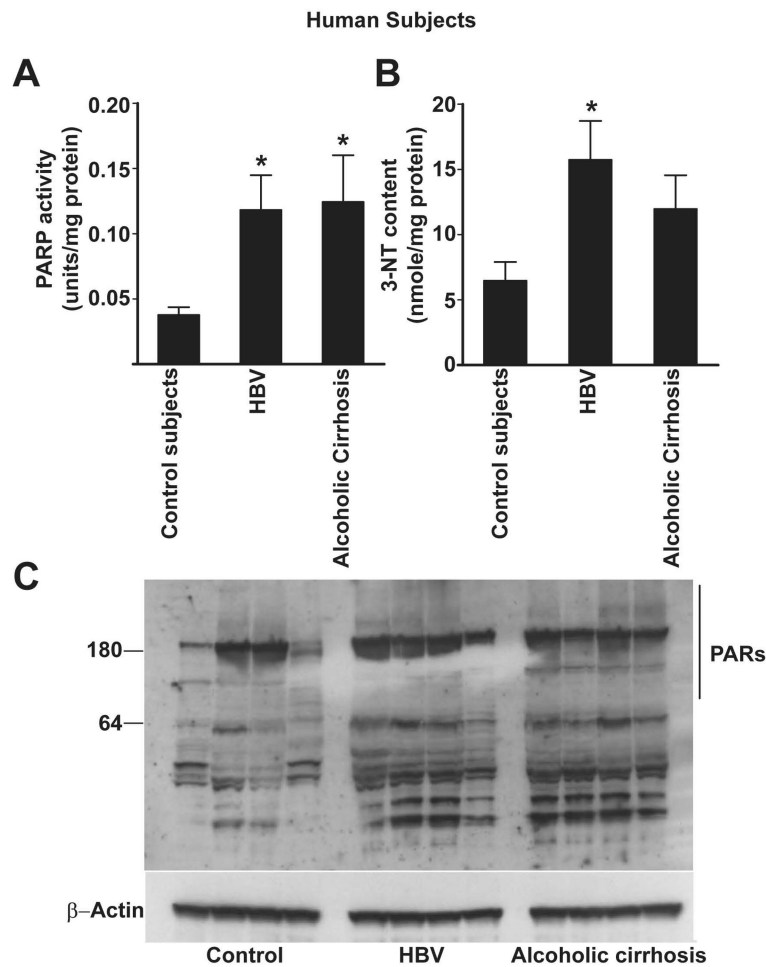 Human Subjects
A
PARP activity
(units/mg protein)
0.20
0.15
0.10
0.05
*
*
Control subjects
HBV
Alcoholic Cirrhosis
B
3-NT content
(nmole/mg protein)
20
15
10
5
0
*
Control subjects
HBV
Alcoholic Cirrhosis
C
180
64
PARs
β–Actin
Control
HBV
Alcoholic cirrhosis